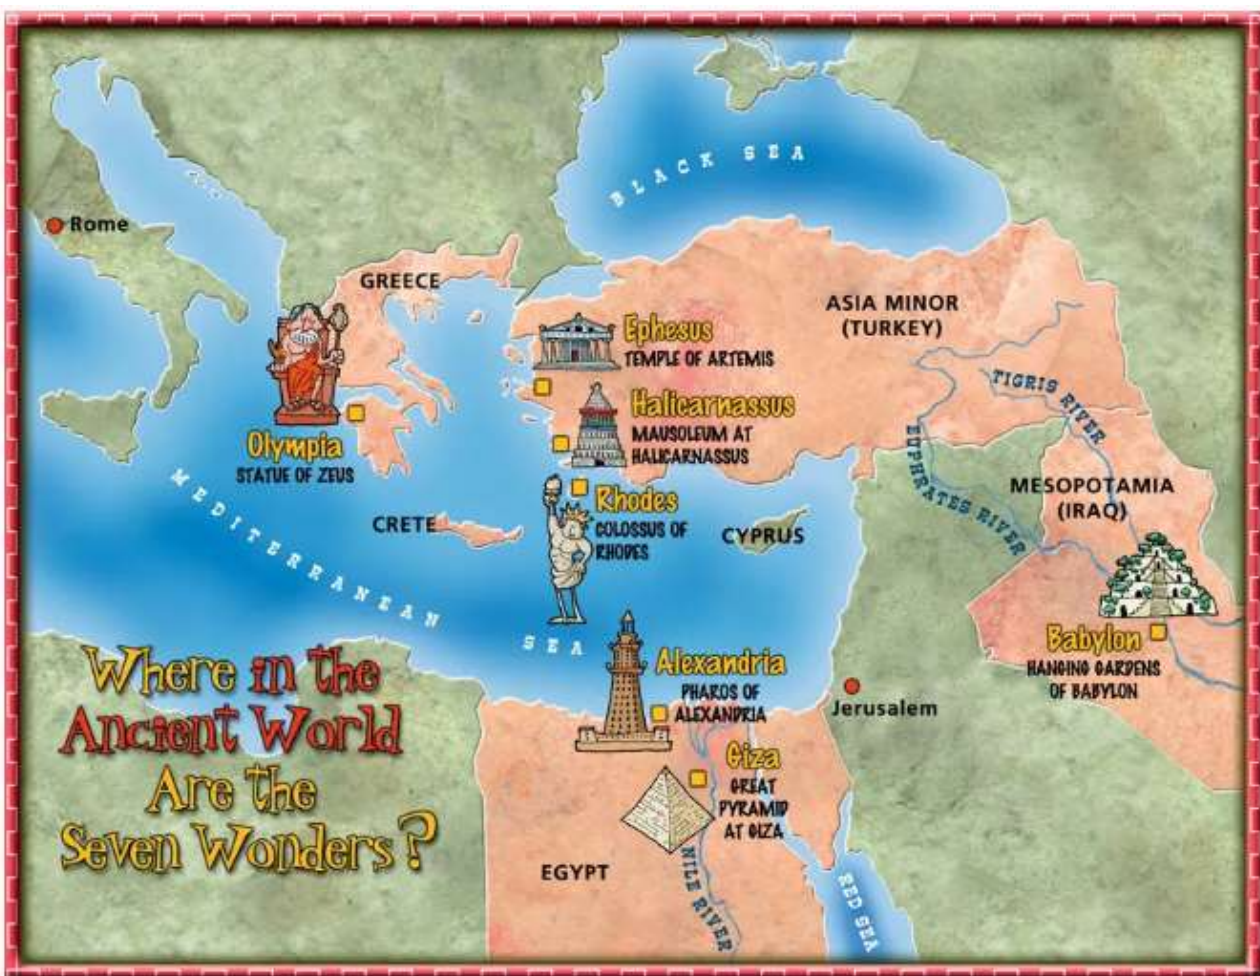 BLACK SEA
Rome
GREECE
ASIA MINOR
(TURKEY)
Ephesus
TEMPLE OF ARTEMIS
TIGRIS RIVER
Halicarnassus
MAUSOLEUM AT
HALICARNASSUS
Olympia
STATUE OF ZEUS
EUPHRATES RIVER
MESOPOTAMIA
(IRAQ)
MEDITERRANEAN SEA
Rhodes
COLOSSUS OF
RHODES
CRETE
CYPRUS
Babylon
HANGING GARDENS
OF BABYLON
Alexandria
PHAROS OF
ALEXANDRIA
Jerusalem
Where in the
Ancient World
Are the
Seven Wonders?
Giza
GREAT
PYRAMID
AT GIZA
EGYPT
NILE RIVER
RED SEA